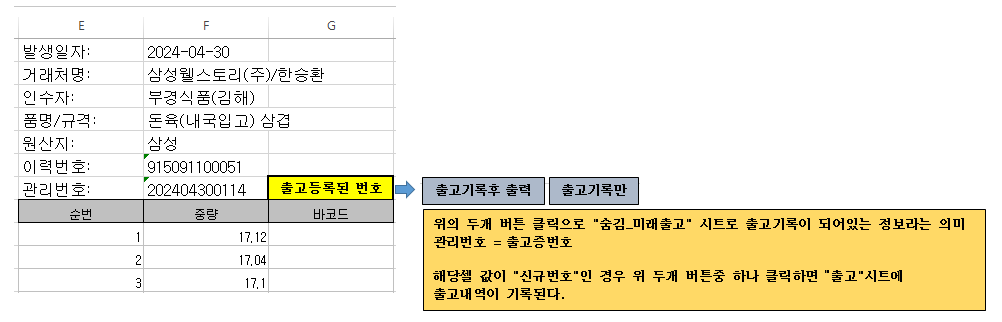 E F G
발생일자: 2024-04-30
거래처명: 삼성웰스토리(주)/한승환
인수자: 부경식품(김해)
품명/규격: 돈육(내국입고) 삼겹
원산지: 삼성
이력번호: 915091100051
관리번호: 202404300114 출고등록된 번호 출고기록후 출력 출고기록만
순번 중량 바코드
1 17.12
2 17.04
3 17.1
위의 두개 버튼 클릭으로 "숨김_미래출고" 시트로 출고기록이 되어있는 정보라는 의미
관리번호 = 출고증번호
해당셀 값이 "신규번호"인 경우 위 두개 버튼중 하나 클릭하면 "출고"시트에
출고내역이 기록된다.